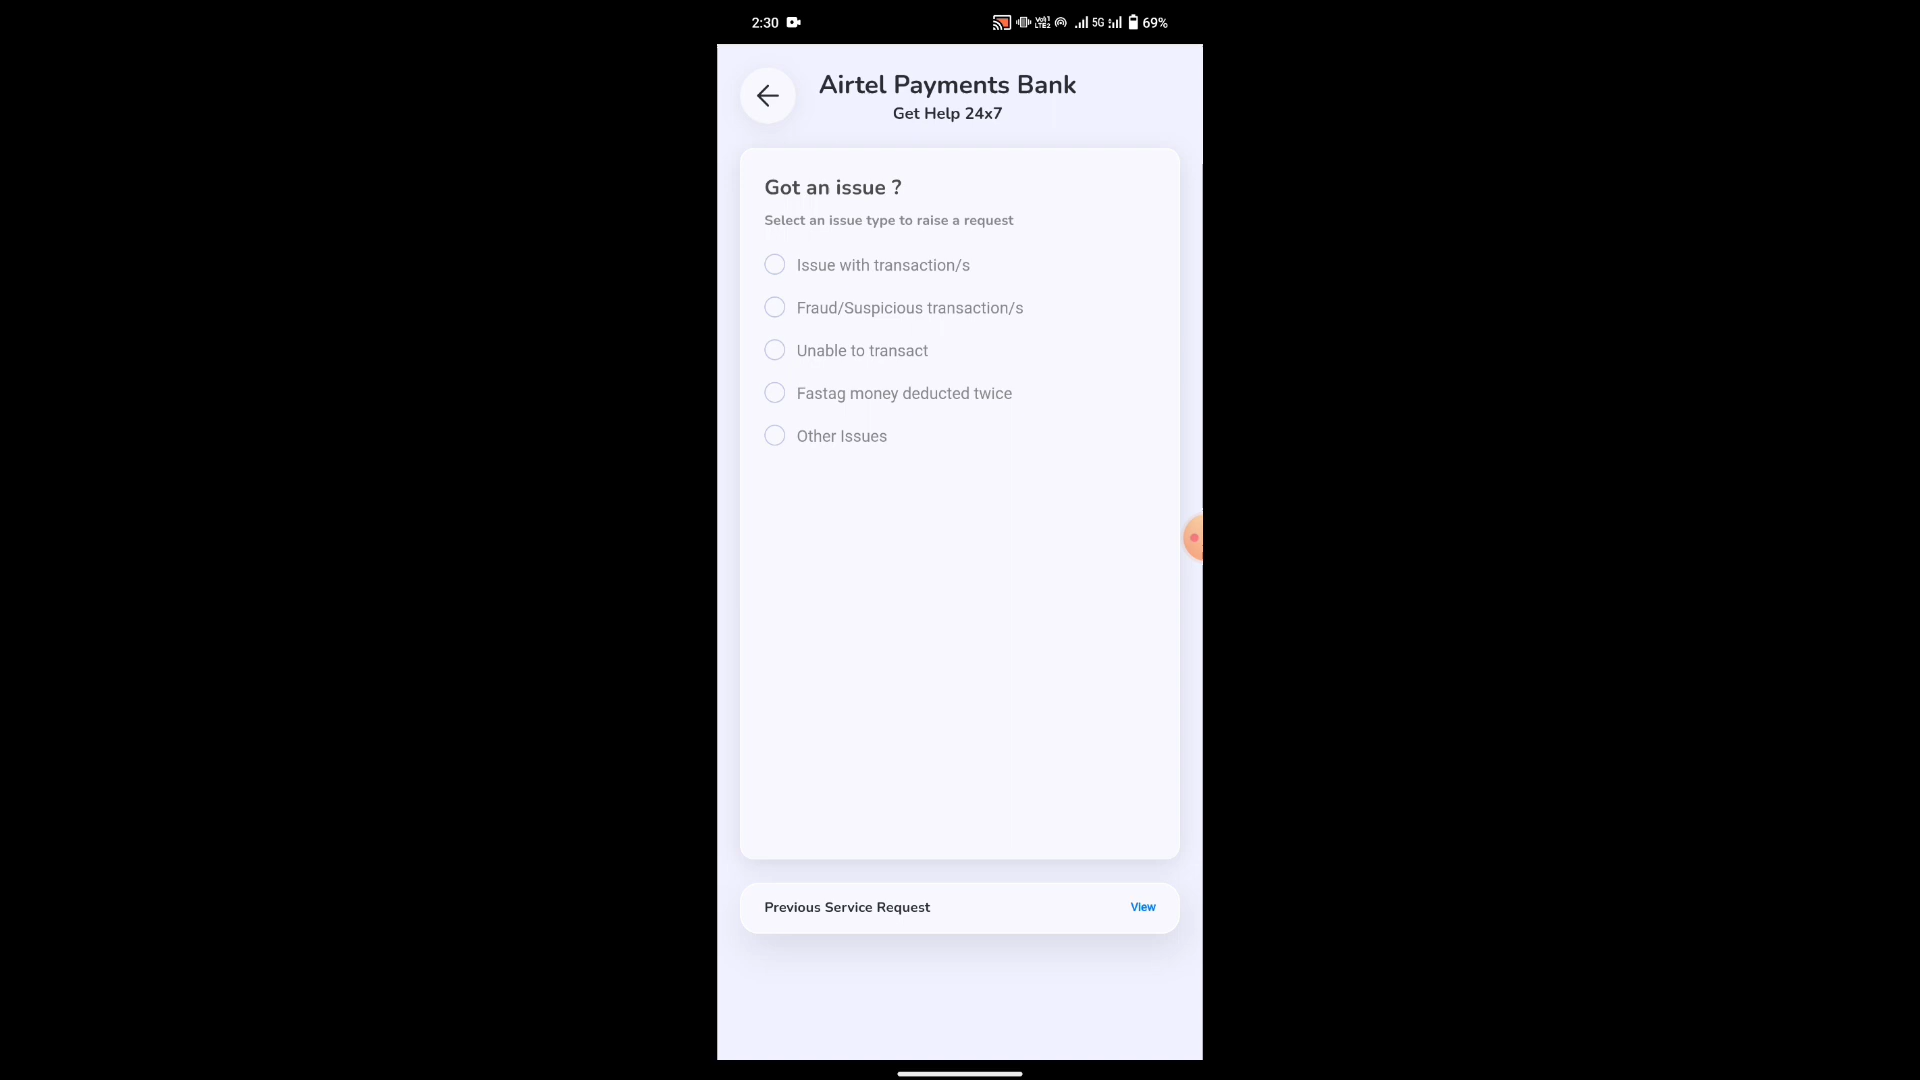 2:30 5G 69%
Airtel Payments Bank
Get Help 24x7
Got an issue ?
Select an issue type to raise a request
Issue with transaction/s
Fraud/Suspicious transaction/s
Unable to transact
Fastag money deducted twice
Other Issues
Previous Service Request View